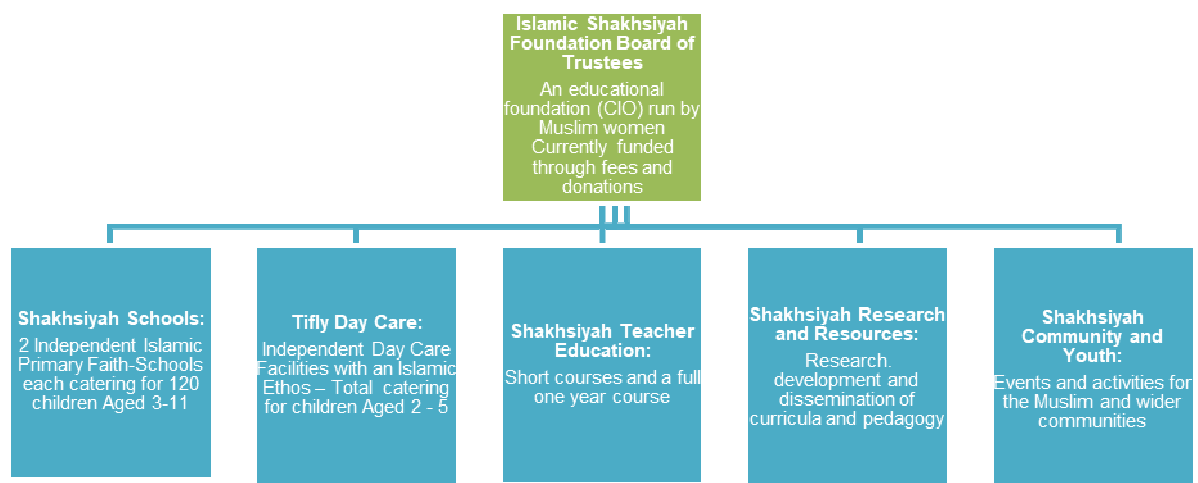 Islamic Shakhsiyah
Foundation Board of
Trustees
An educational
foundation (CIO) run by
Muslim women
Currently funded
through fees and
donations
Shakhsiyah Schools:
2 Independent Islamic
Primary Faith-Schools
each catering for 120
children Aged 3-11
Tifly Day Care:
Independent Day Care
Facilities with an Islamic
Ethos – Total catering
for children Aged 2 - 5
Shakhsiyah Teacher
Education:
Short courses and a full
one year course
Shakhsiyah Research
and Resources:
Research.
development and
dissemination of
curricula and pedagogy
Shakhsiyah
Community and
Youth:
Events and activities for
the Muslim and wider
communities